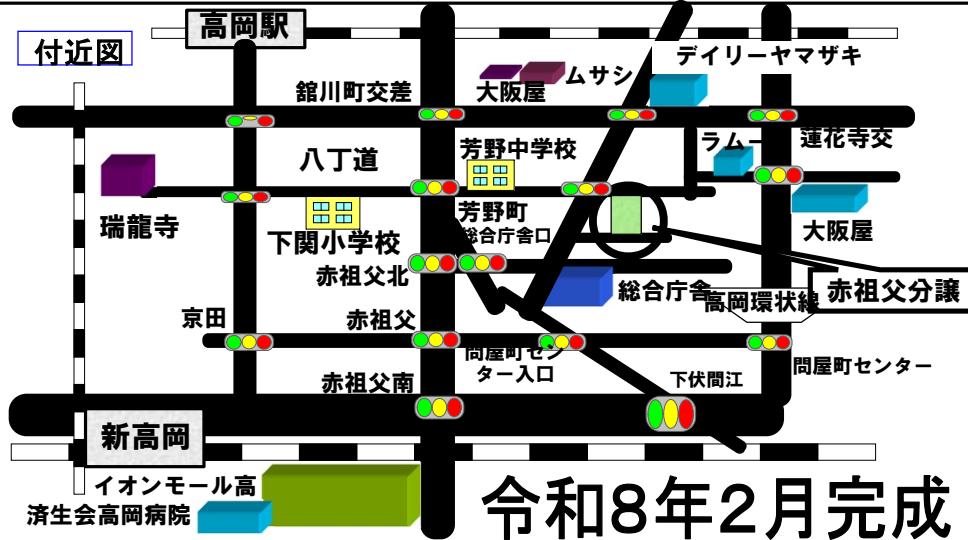 高岡駅
付近図
デイリーヤマザキ
ムサシ
大阪屋
舘川町交差
蓮花寺交
ラムー
芳野中学校
八丁道
瑞龍寺
芳野町
総合庁舎口
大阪屋
下関小学校
赤祖父北
総合庁舎
高岡環状線
赤祖父分譲
京田
赤祖父
問屋町セン
ター入口
問屋町センター
赤祖父南
下伏間江
新高岡
イオンモール高
済生会高岡病院
令和8年2月完成